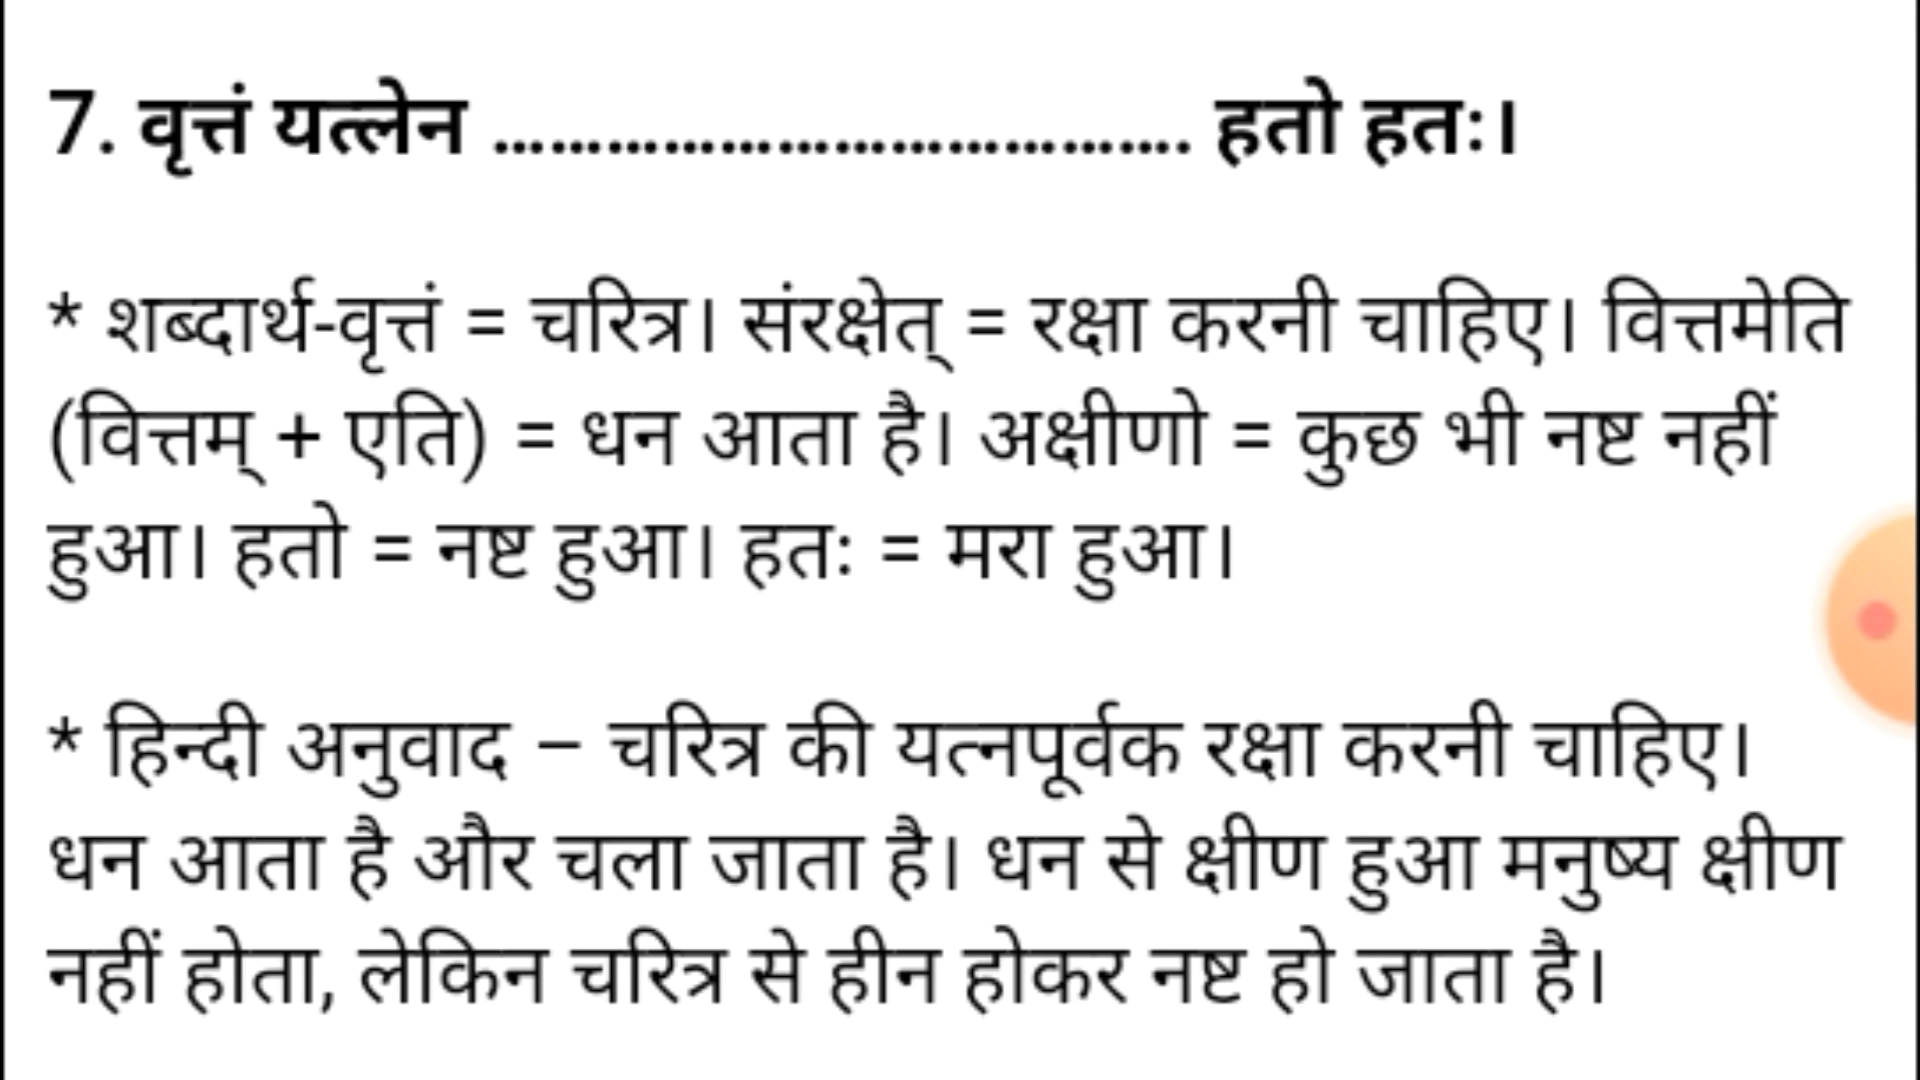 7. वृत्तं यत्लेन ......................................... हतो हतः।
* शब्दार्थ-वृत्तं = चरित्र। संरक्षेत् = रक्षा करनी चाहिए। वित्तमेति
(वित्तम् + एति) = धन आता है। अक्षीणो = कुछ भी नष्ट नहीं
हुआ। हतो = नष्ट हुआ। हतः = मरा हुआ।
* हिन्दी अनुवाद – चरित्र की यत्नपूर्वक रक्षा करनी चाहिए।
धन आता है और चला जाता है। धन से क्षीण हुआ मनुष्य क्षीण
नहीं होता, लेकिन चरित्र से हीन होकर नष्ट हो जाता है।